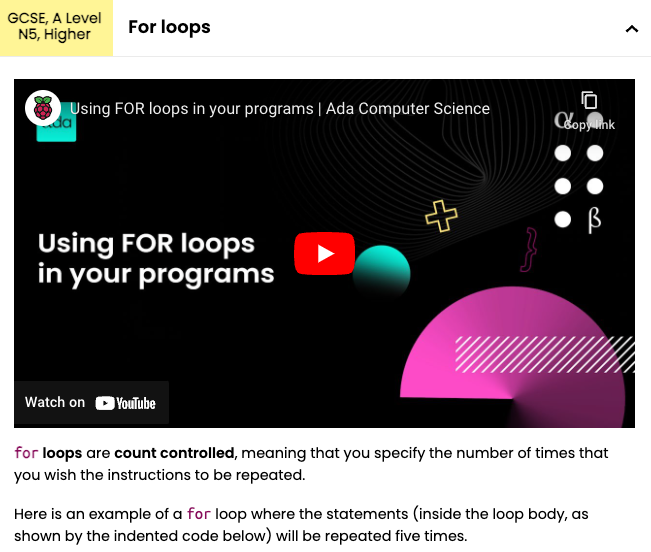 GCSE, A Level
N5, Higher
For loops
Using FOR loops in your programs | Ada Computer Science
Ada
Copy link
α
β
Using FOR loops
in your programs
}
Watch on YouTube
for loops are count controlled, meaning that you specify the number of times that
you wish the instructions to be repeated.
Here is an example of a for loop where the statements (inside the loop body, as
shown by the indented code below) will be repeated five times.